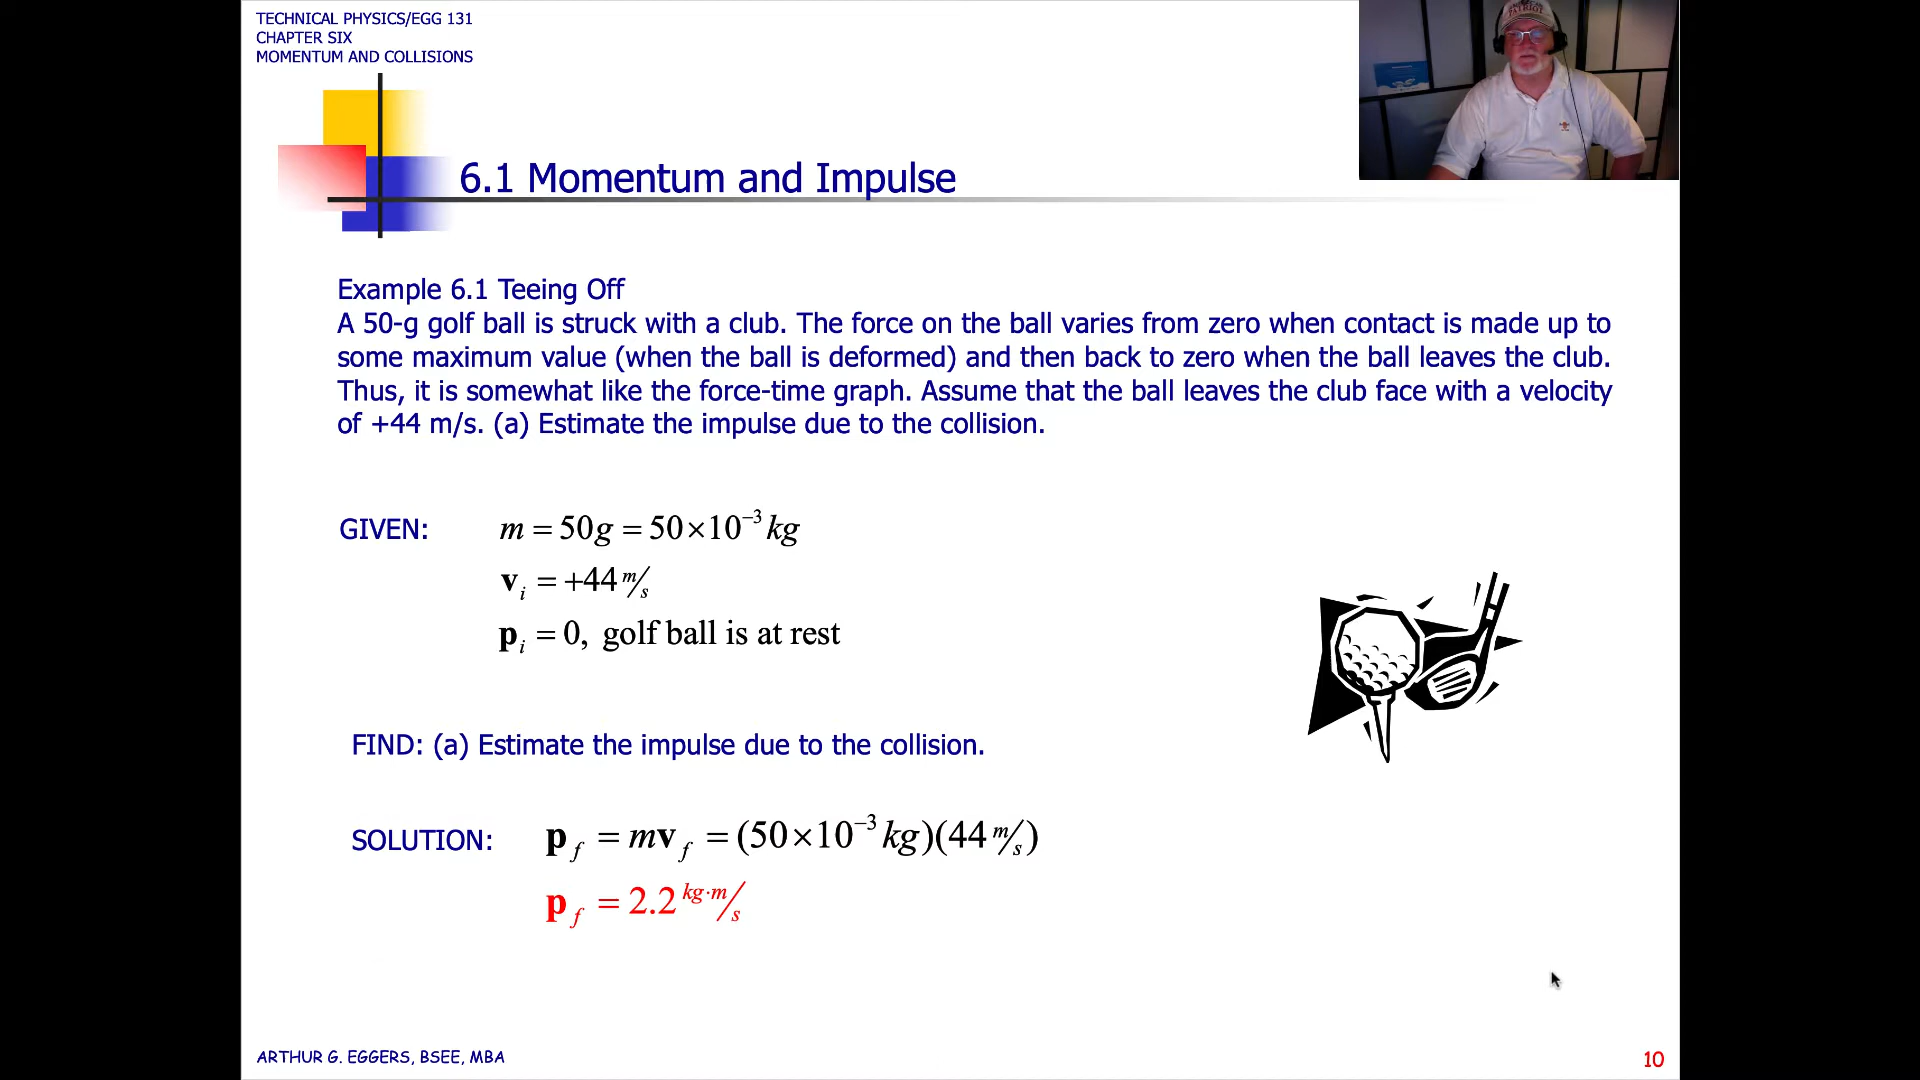 TECHNICAL PHYSICS/EGG 131
CHAPTER SIX
MOMENTUM AND COLLISIONS
PATRIOT
6.1 Momentum and Impulse
Example 6.1 Teeing Off
A 50-g golf ball is struck with a club. The force on the ball varies from zero when contact is made up to
some maximum value (when the ball is deformed) and then back to zero when the ball leaves the club.
Thus, it is somewhat like the force-time graph. Assume that the ball leaves the club face with a velocity
of +44 m/s. (a) Estimate the impulse due to the collision.
GIVEN: m = 50g = 50×10⁻³ kg
vᵢ = +44 m/s
pᵢ = 0, golf ball is at rest
FIND: (a) Estimate the impulse due to the collision.
SOLUTION: p_f = mv_f = (50×10⁻³ kg)(44 m/s)
p_f = 2.2 kg·m/s
ARTHUR G. EGGERS, BSEE, MBA
10